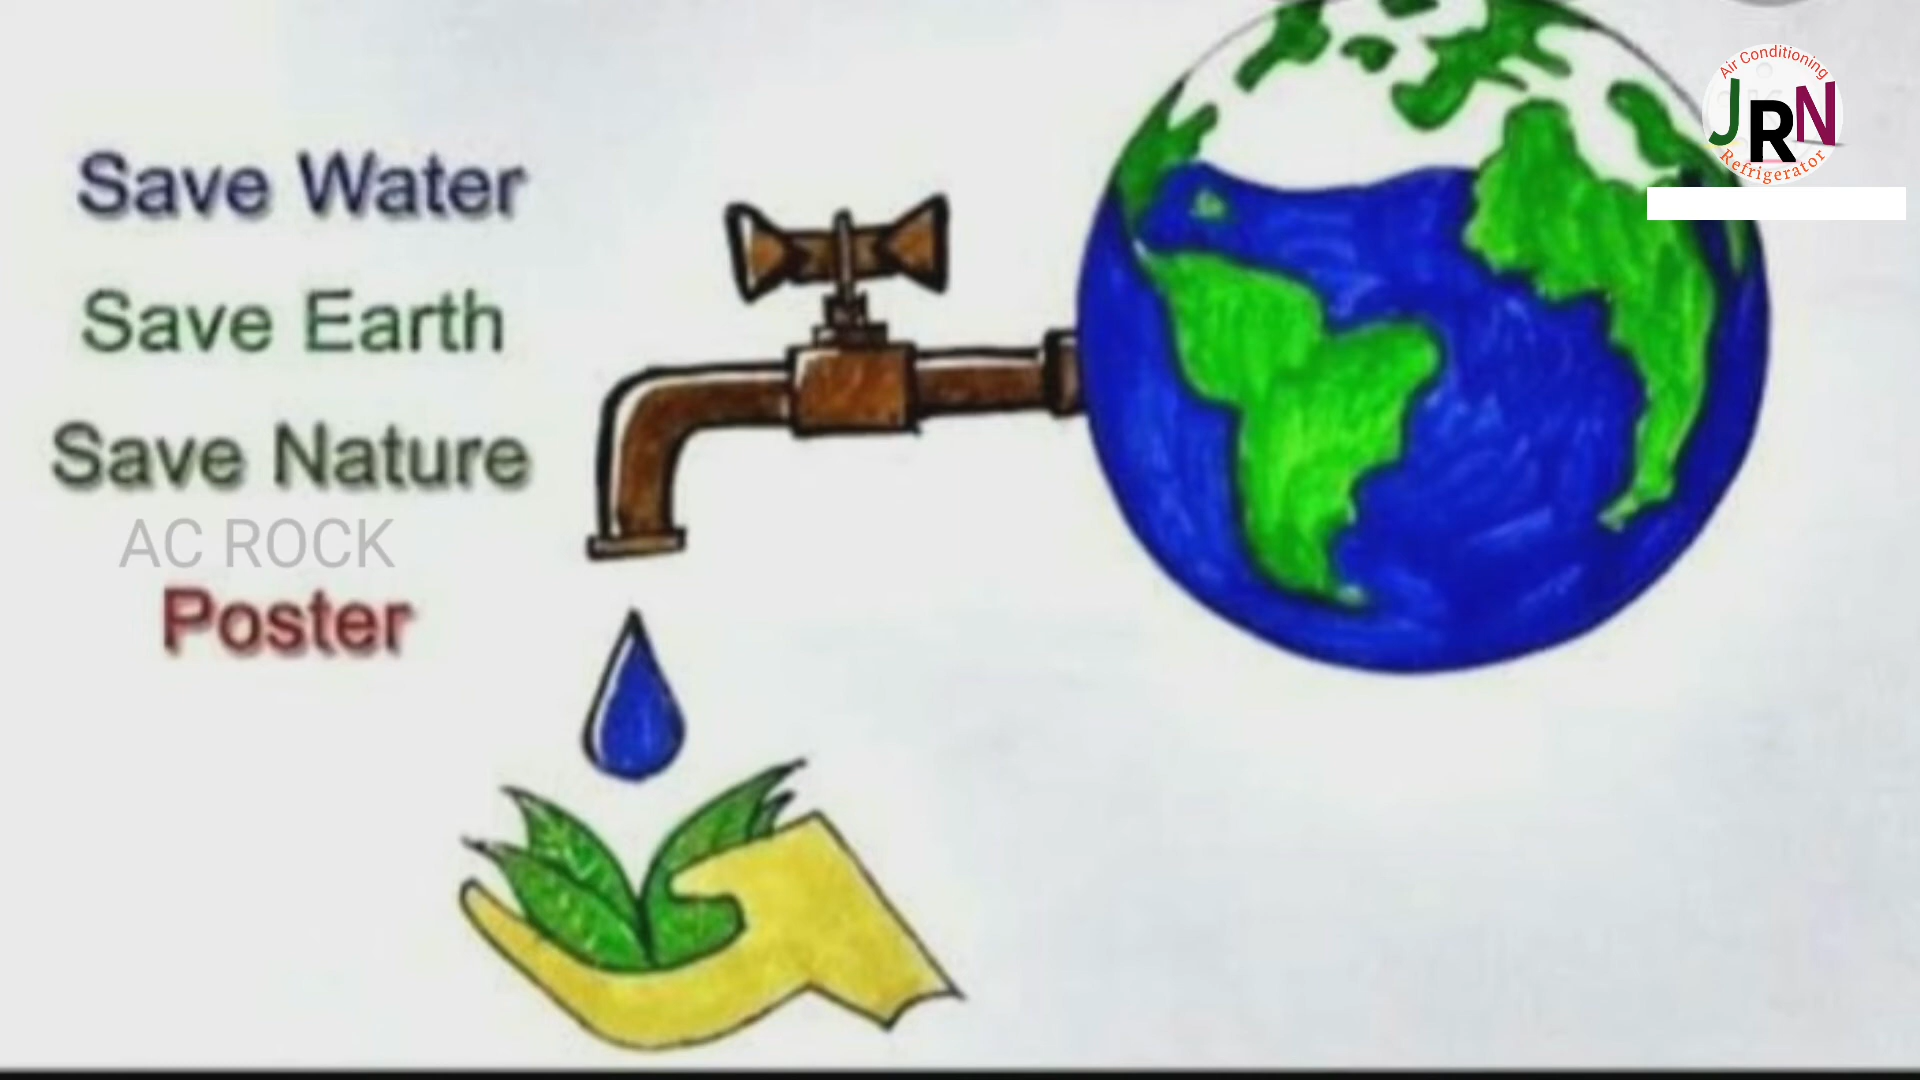 Save Water
Save Earth
Save Nature
AC ROCK
Poster
Air Conditioning
JRN
Refrigerator